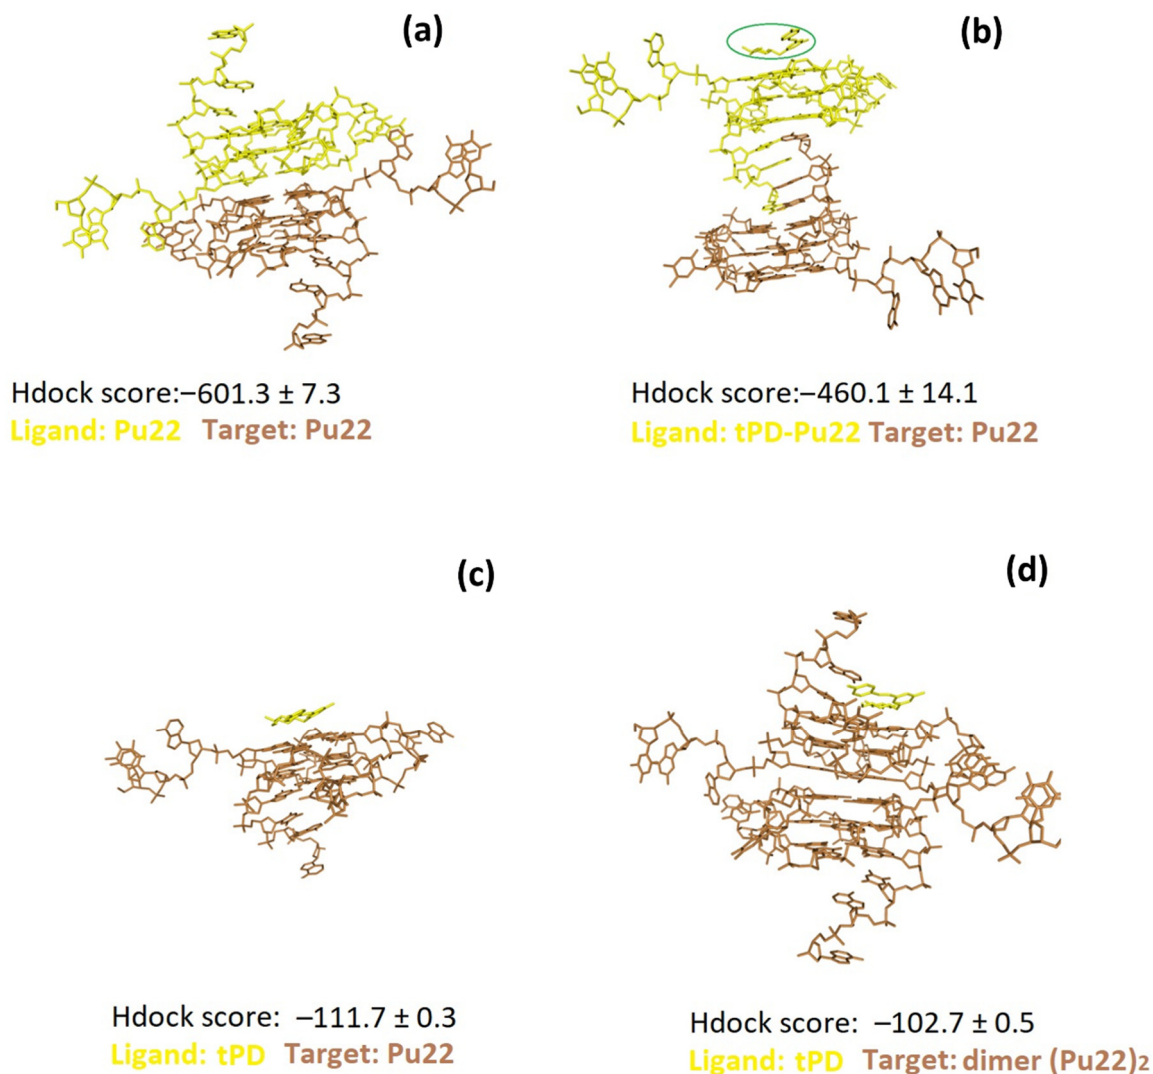 (a)
(b)
Hdock score:−601.3 ± 7.3
Ligand: Pu22 Target: Pu22
Hdock score:−460.1 ± 14.1
Ligand: tPD-Pu22 Target: Pu22
(c)
(d)
Hdock score: −111.7 ± 0.3
Ligand: tPD Target: Pu22
Hdock score: −102.7 ± 0.5
Ligand: tPD Target: dimer (Pu22)₂